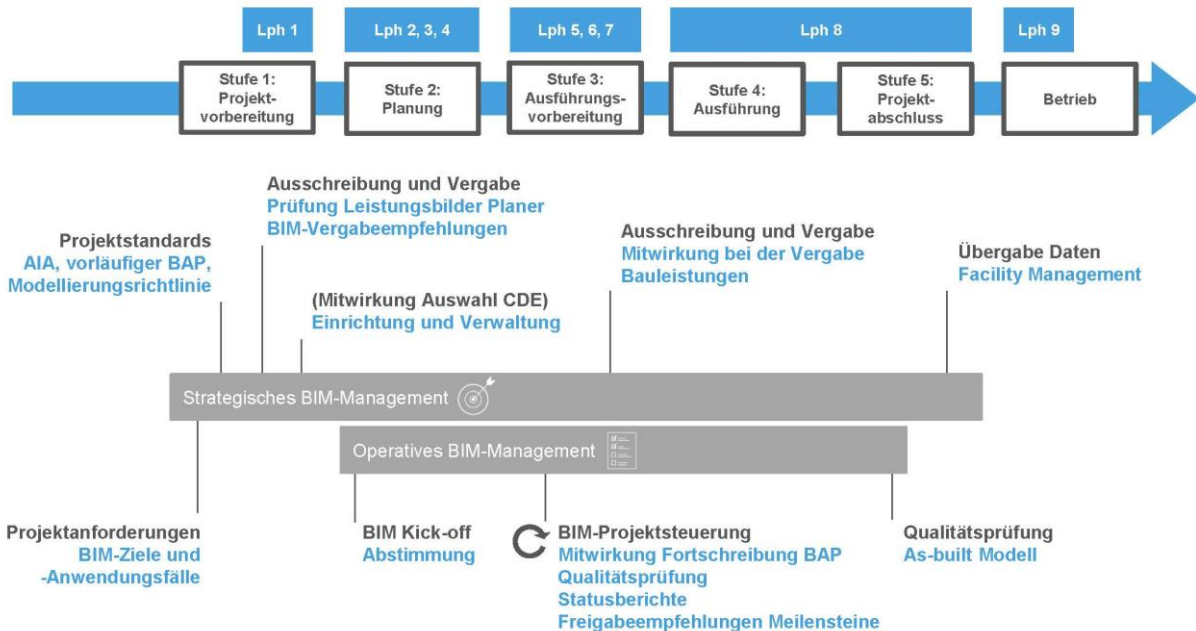 Lph 1
Lph 2, 3, 4
Lph 5, 6, 7
Lph 8
Lph 9
Stufe 1:
Projekt-
vorbereitung
Stufe 2:
Planung
Stufe 3:
Ausführungs-
vorbereitung
Stufe 4:
Ausführung
Stufe 5:
Projekt-
abschluss
Betrieb
Projektstandards
AIA, vorläufiger BAP,
Modellierungsrichtlinie
Ausschreibung und Vergabe
Prüfung Leistungsbilder Planer
BIM-Vergabeempfehlungen
(Mitwirkung Auswahl CDE)
Einrichtung und Verwaltung
Ausschreibung und Vergabe
Mitwirkung bei der Vergabe
Bauleistungen
Übergabe Daten
Facility Management
Strategisches BIM-Management
Operatives BIM-Management
Projektanforderungen
BIM-Ziele und
-Anwendungsfälle
BIM Kick-off
Abstimmung
BIM-Projektsteuerung
Mitwirkung Fortschreibung BAP
Qualitätsprüfung
Statusberichte
Freigabeempfehlungen Meilensteine
Qualitätsprüfung
As-built Modell